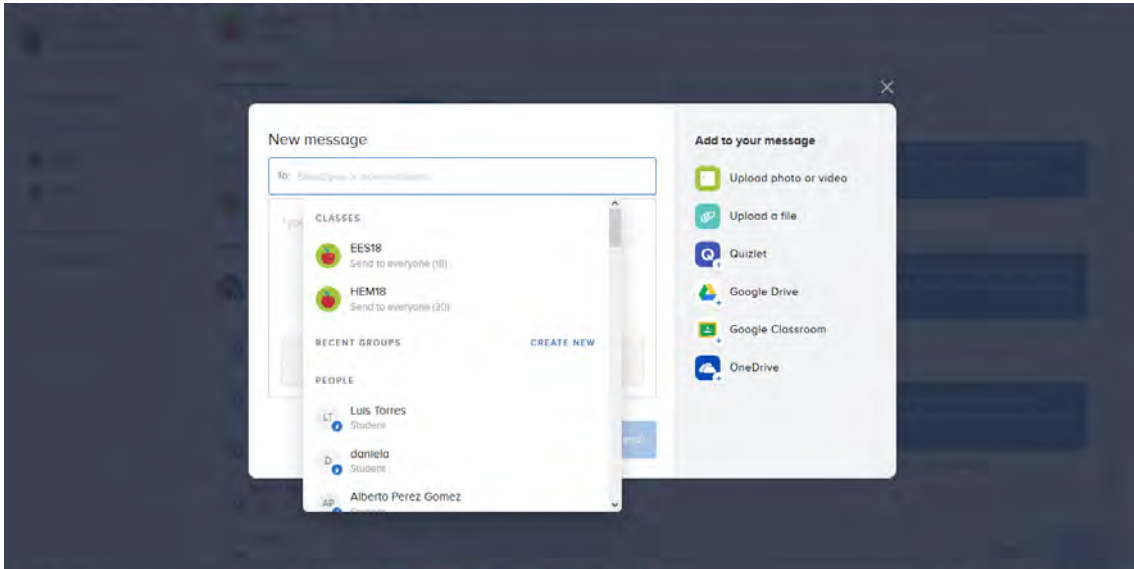 New message
To:
CLASSES
EES18
Send to everyone (18)
HEM18
Send to everyone (30)
RECENT GROUPS CREATE NEW
PEOPLE
LT Luis Torres
Student
D daniela
Student
AP Alberto Perez Gomez
Student
Add to your message
Upload photo or video
Upload a file
Quizlet
Google Drive
Google Classroom
OneDrive